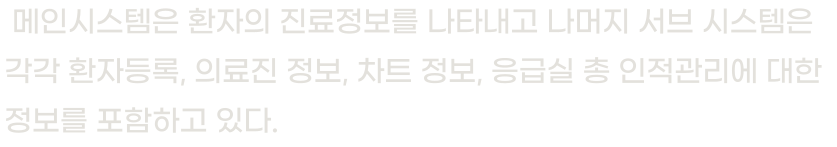 메인시스템은 환자의 진료정보를 나타내고 나머지 서브 시스템은
각각 환자등록, 의료진 정보, 차트 정보, 응급실 총 인적관리에 대한
정보를 포함하고 있다.